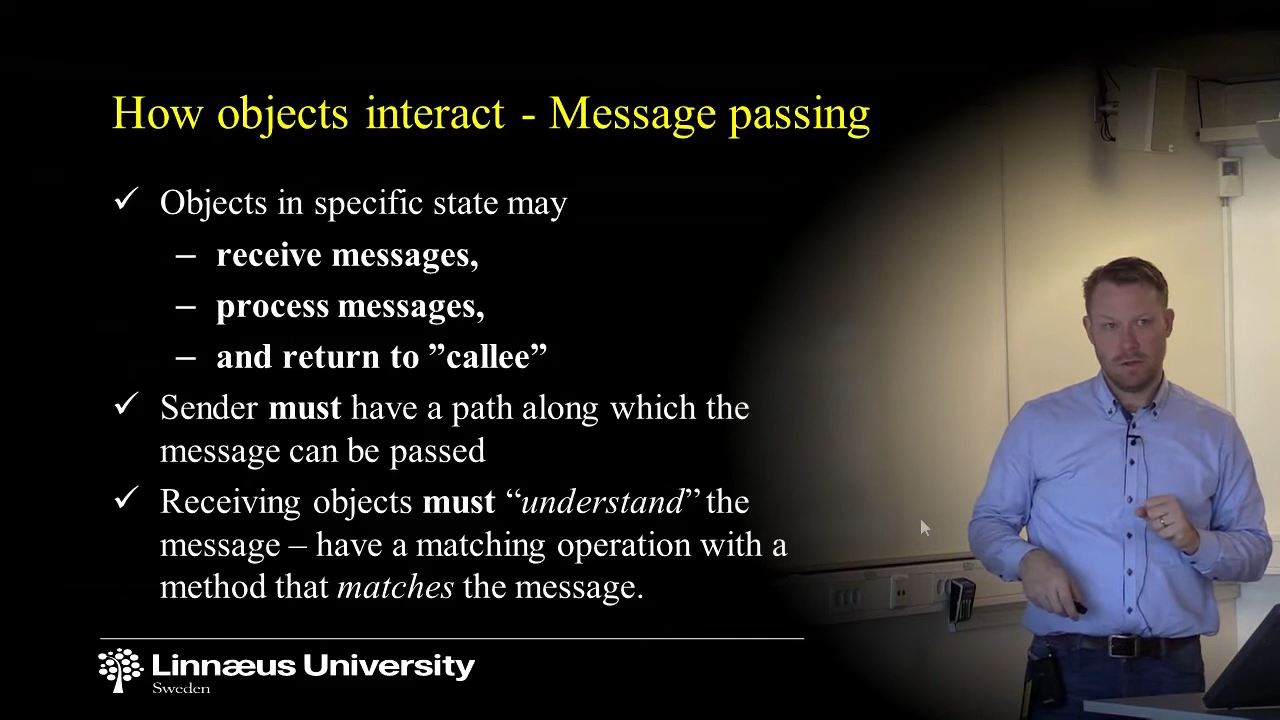 How objects interact - Message passing
✓ Objects in specific state may
– receive messages,
– process messages,
– and return to ”callee”
✓ Sender must have a path along which the
message can be passed
✓ Receiving objects must “understand” the
message – have a matching operation with a
method that matches the message.
Linnæus University
Sweden